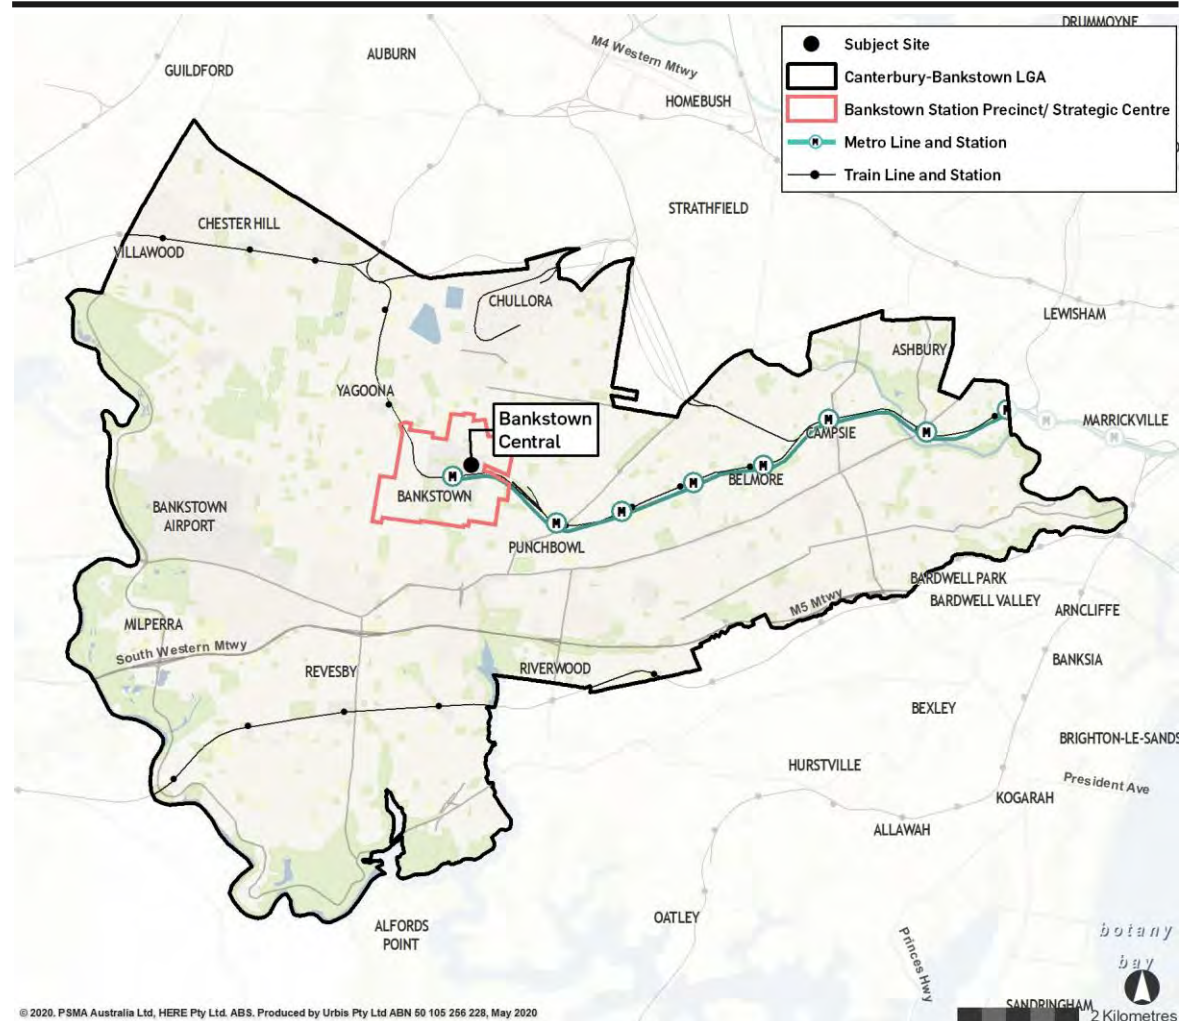 DRUMMOYNE
Subject Site
Canterbury-Bankstown LGA
Bankstown Station Precinct/ Strategic Centre
M Metro Line and Station
Train Line and Station
AUBURN
M4 Western Mtwy
GUILDFORD
HOMEBUSH
STRATHFIELD
CHESTER HILL
VILLAWOOD
CHULLORA
LEWISHAM
ASHBURY
YAGOONA
Bankstown
Central
MARRICKVILLE
CAMPSIE
BELMORE
M
M
M
M
M
M
M
BANKSTOWN
BANKSTOWN
AIRPORT
PUNCHBOWL
BARDWELL PARK
BARDWELL VALLEY
M5 Mtwy
ARNCLIFFE
MILPERRA
South Western Mtwy
REVESBY
RIVERWOOD
BANKSIA
BEXLEY
BRIGHTON-LE-SANDS
HURSTVILLE
President Ave
KOGARAH
ALLAWAH
OATLEY
ALFORDS
POINT
Princes Hwy
botany
bay
SANDRINGHAM
2 Kilometres
© 2020. PSMA Australia Ltd, HERE Pty Ltd. ABS. Produced by Urbis Pty Ltd ABN 50 105 256 228, May 2020